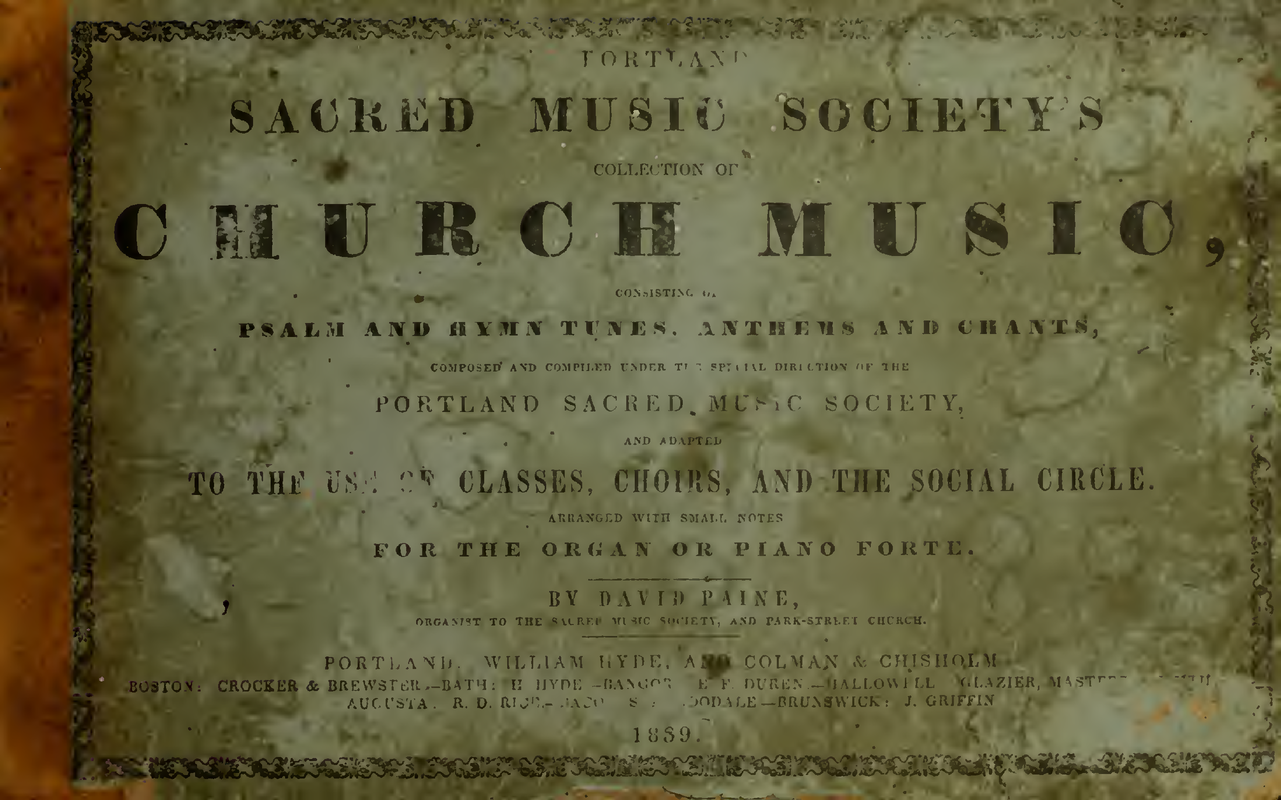 PORTLAND
SACRED MUSIC SOCIETY'S
COLLECTION OF
CHURCH MUSIC,
CONSISTING OF
PSALM AND HYMN TUNES, ANTHEMS AND CHANTS,
COMPOSED AND COMPILED UNDER THE SPECIAL DIRECTION OF THE
PORTLAND SACRED MUSIC SOCIETY,
AND ADAPTED
TO THE USE OF CLASSES, CHOIRS, AND THE SOCIAL CIRCLE.
ARRANGED WITH SMALL NOTES
FOR THE ORGAN OR PIANO FORTE.
BY DAVID PAINE,
ORGANIST TO THE SACRED MUSIC SOCIETY, AND PARK-STREET CHURCH.
PORTLAND, WILLIAM HYDE, AND COLMAN & CHISHOLM
BOSTON: CROCKER & BREWSTER.—BATH: H HYDE—BANGOR E F. DUREN—HALLOWELL GLAZIER,
AUGUSTA. R. D. RICE—BRUNSWICK: J. GRIFFIN
1839.